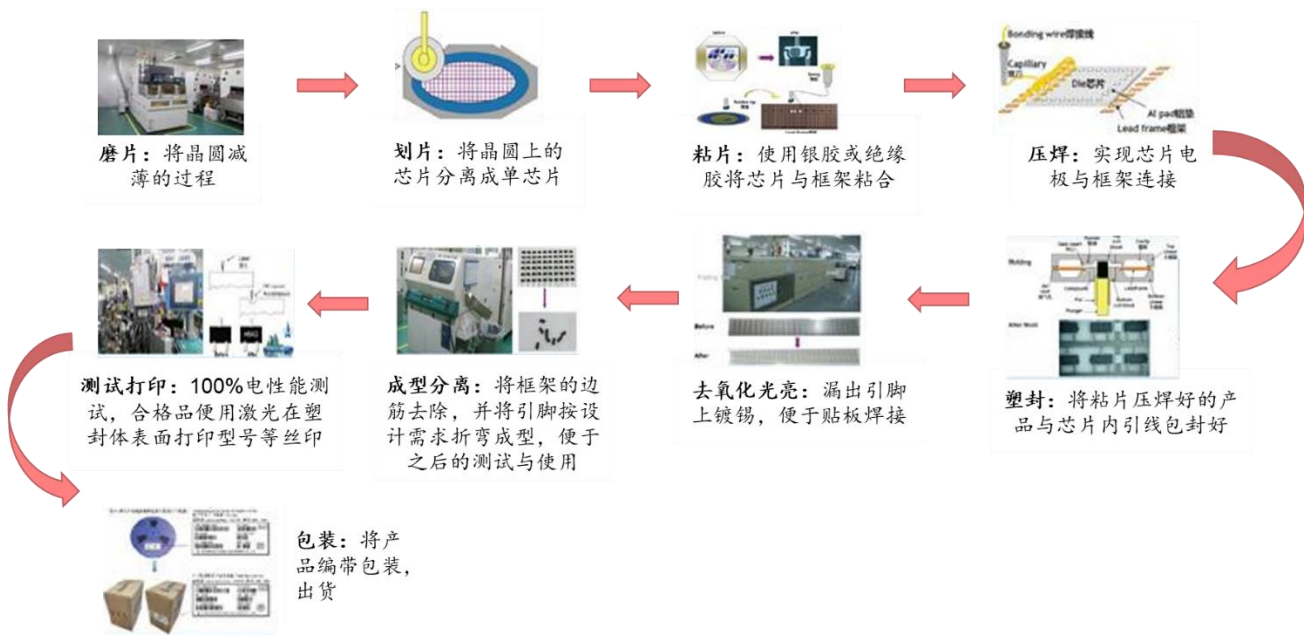 Bonding wire焊接线
Capillary
Die芯片
Al pad铝垫
Lead frame框架
磨片：将晶圆减
薄的过程
划片：将晶圆上的
芯片分离成单芯片
粘片：使用银胶或绝缘
胶将芯片与框架粘合
压焊：实现芯片电
极与框架连接
Molding
After Mold
塑封：将粘片压焊好的产
品与芯片内引线包封好
Before
After
去氧化光亮：漏出引脚
上镀锡，便于贴板焊接
成型分离：将框架的边
筋去除，并将引脚按设
计需求折弯成型，便于
之后的测试与使用
测试打印：100%电性能测
试，合格品便用激光在塑
封体表面打印型号等丝印
包装：将产
品编带包装，
出货